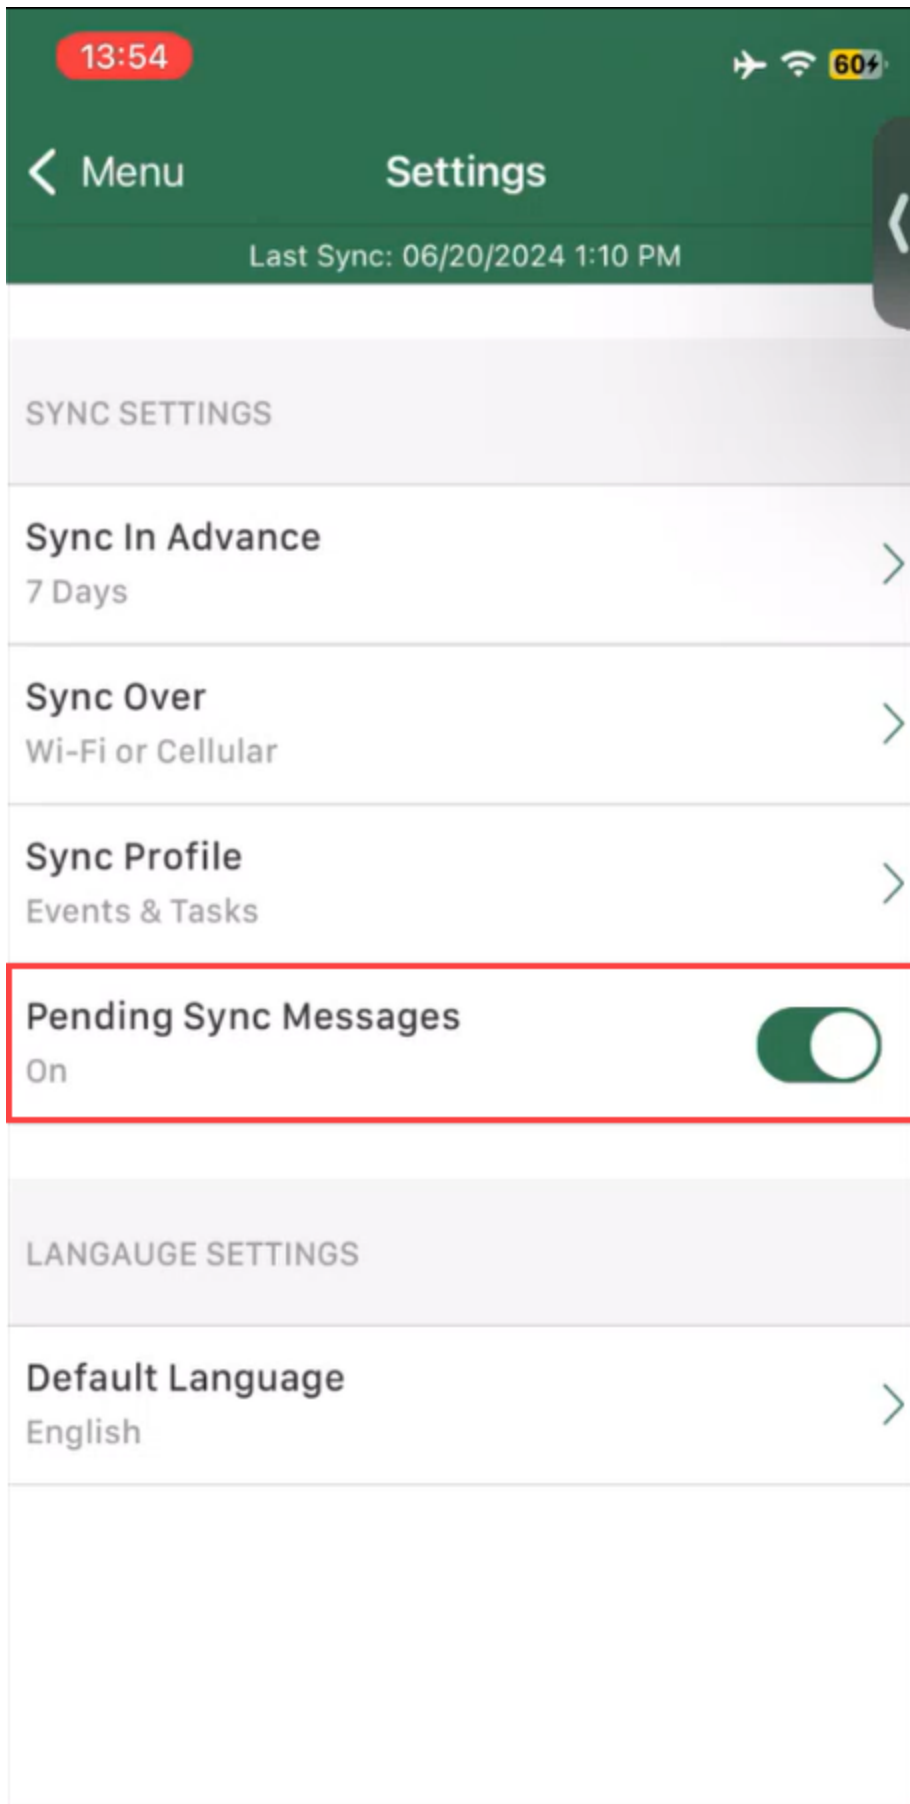 13:54
60
Menu
Settings
Last Sync: 06/20/2024 1:10 PM
SYNC SETTINGS
Sync In Advance
7 Days
Sync Over
Wi-Fi or Cellular
Sync Profile
Events & Tasks
Pending Sync Messages
On
LANGAUGE SETTINGS
Default Language
English